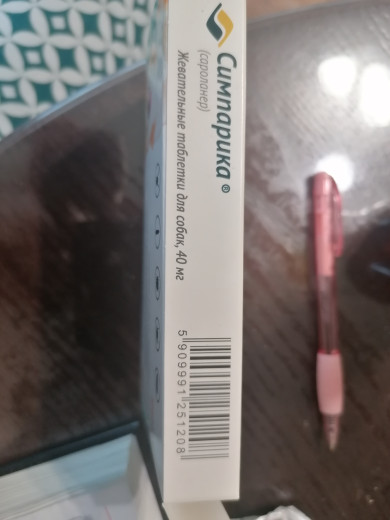 Симпарика®
(сароланер)
Жевательные таблетки для собак, 40 мг
5 909991 251208